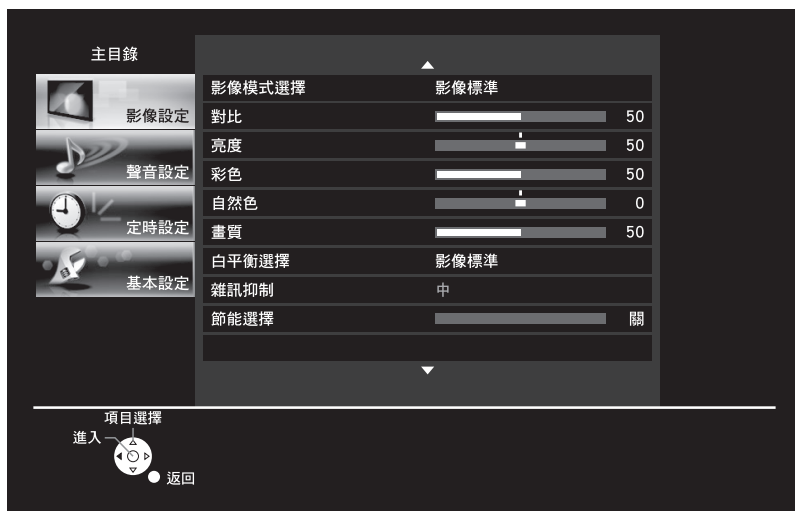 主目錄
影像設定
聲音設定
定時設定
基本設定
影像模式選擇 影像標準
對比 50
亮度 50
彩色 50
自然色 0
畫質 50
白平衡選擇 影像標準
雜訊抑制 中
節能選擇 關
項目選擇
進入
返回